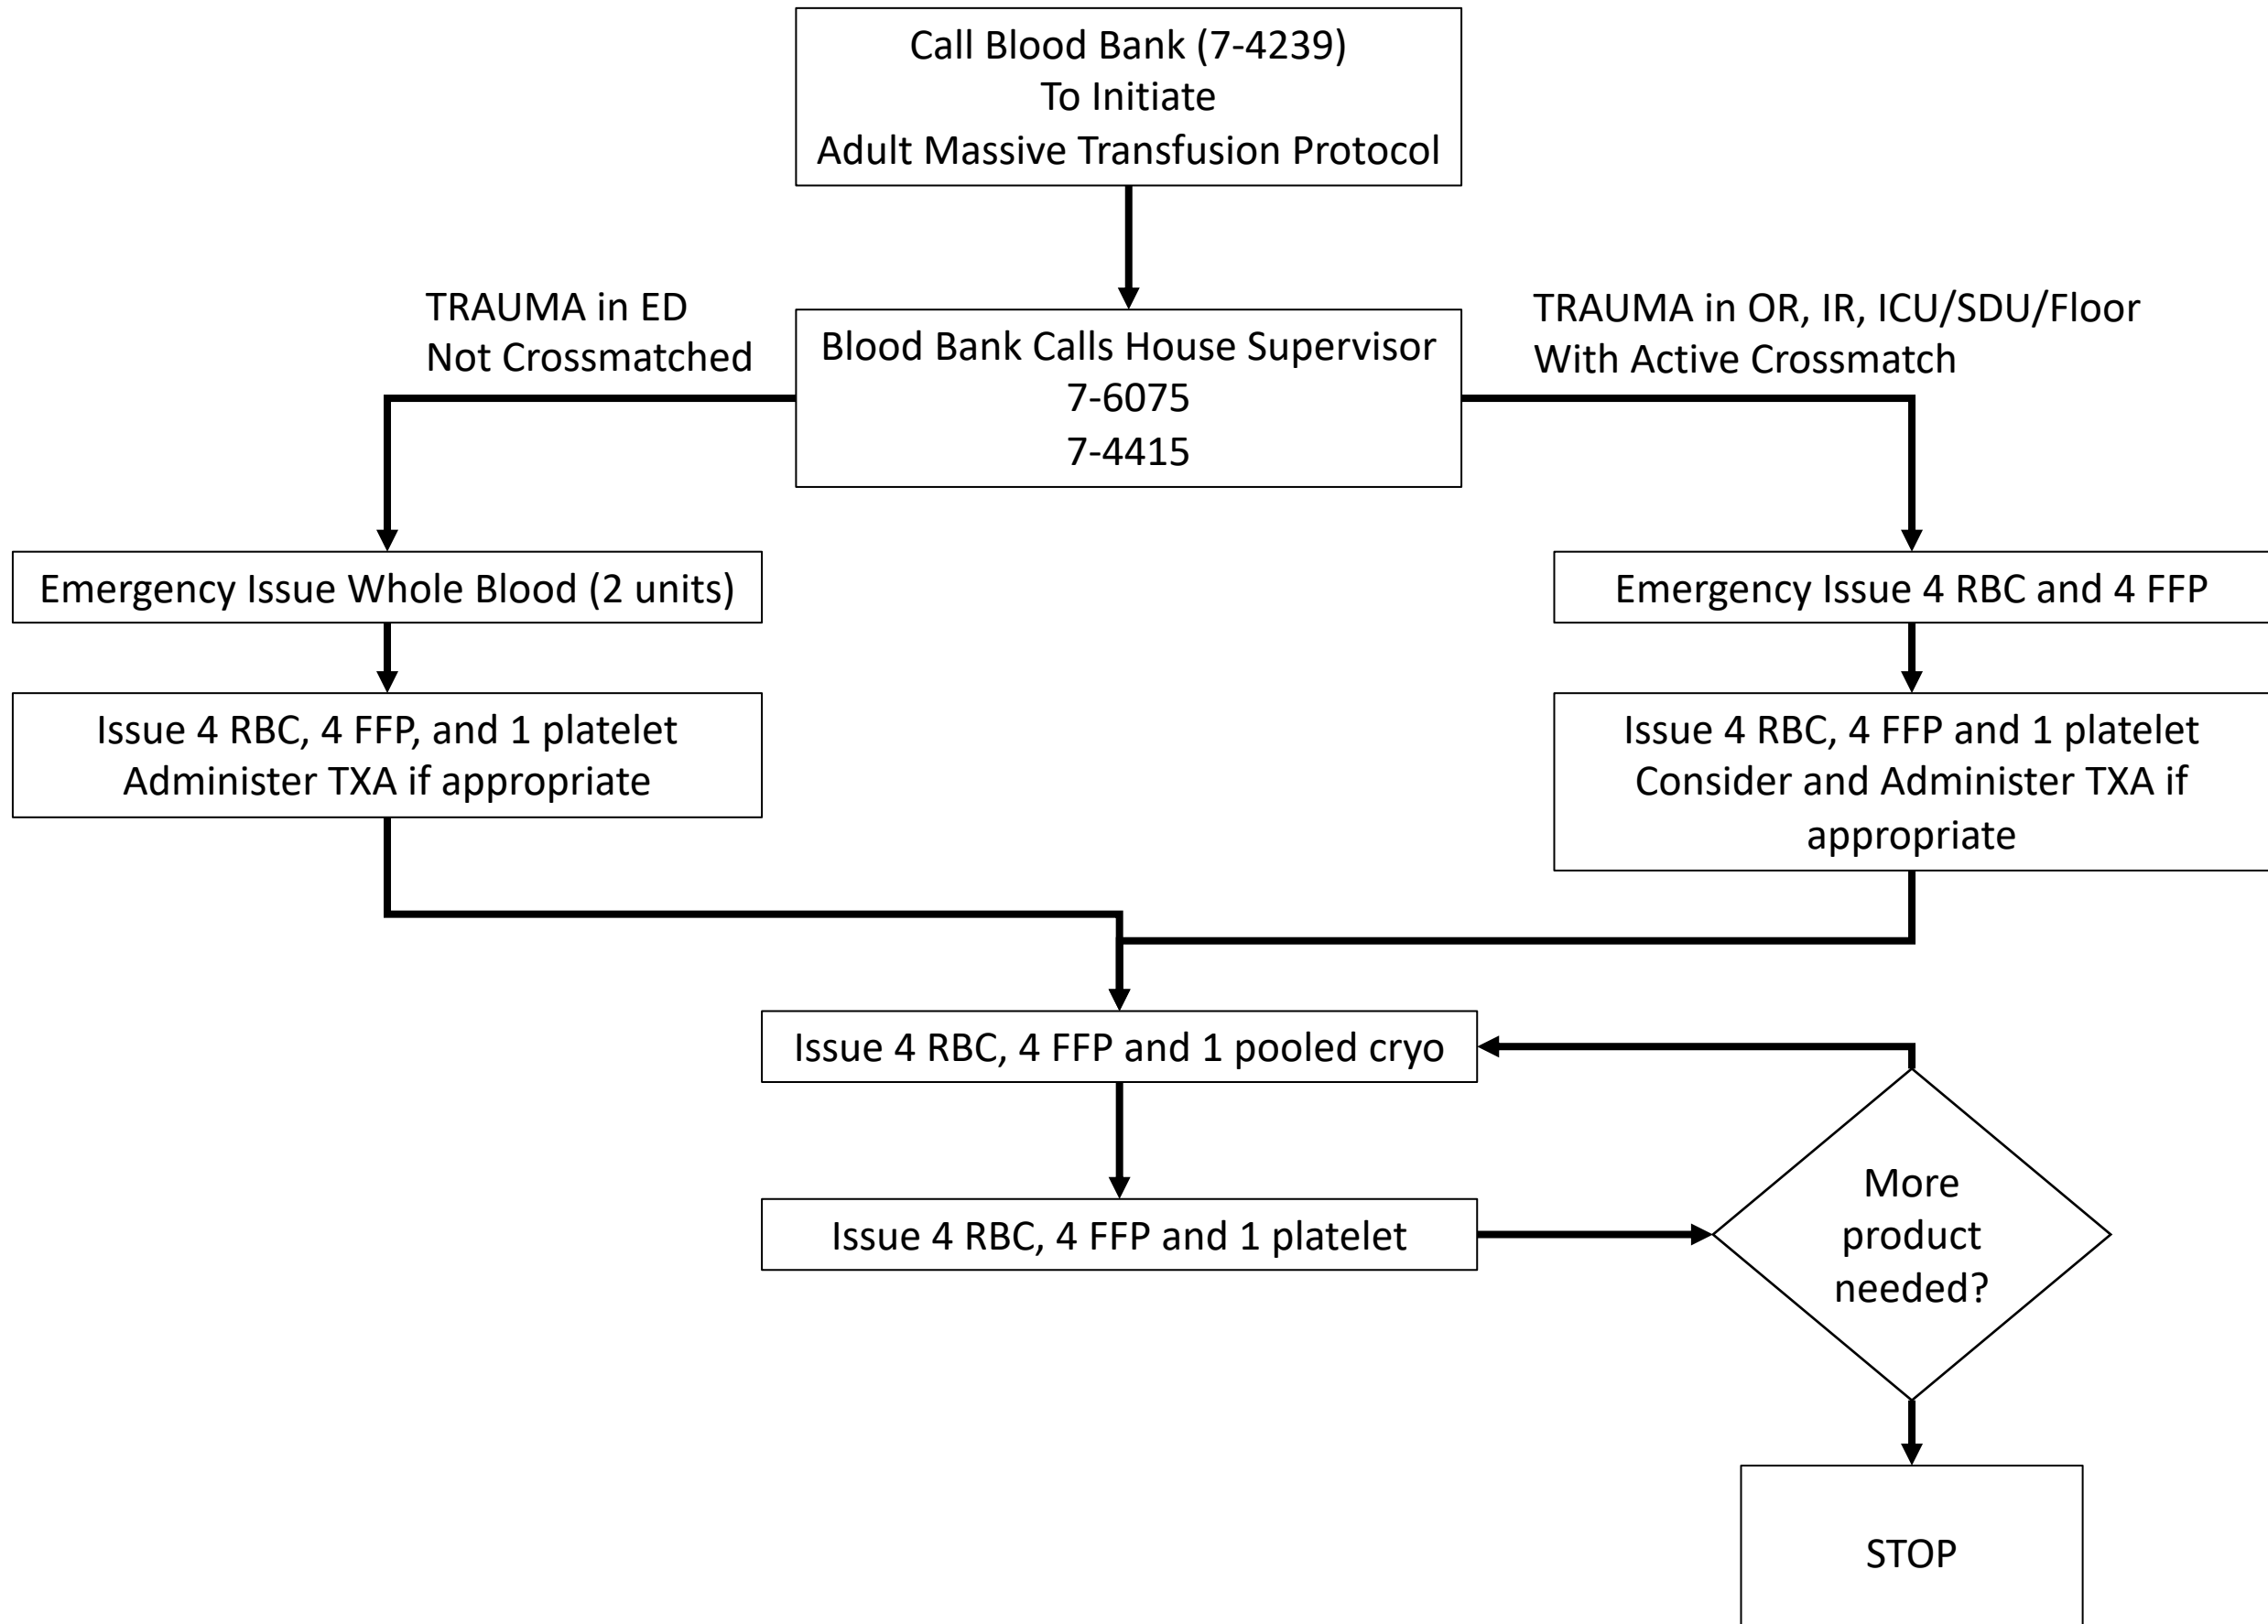 Call Blood Bank (7-4239)
To Initiate
Adult Massive Transfusion Protocol
TRAUMA in ED
Not Crossmatched
Blood Bank Calls House Supervisor
7-6075
7-4415
TRAUMA in OR, IR, ICU/SDU/Floor
With Active Crossmatch
Emergency Issue Whole Blood (2 units)
Emergency Issue 4 RBC and 4 FFP
Issue 4 RBC, 4 FFP, and 1 platelet
Administer TXA if appropriate
Issue 4 RBC, 4 FFP and 1 platelet
Consider and Administer TXA if
appropriate
Issue 4 RBC, 4 FFP and 1 pooled cryo
Issue 4 RBC, 4 FFP and 1 platelet
More
product
needed?
STOP